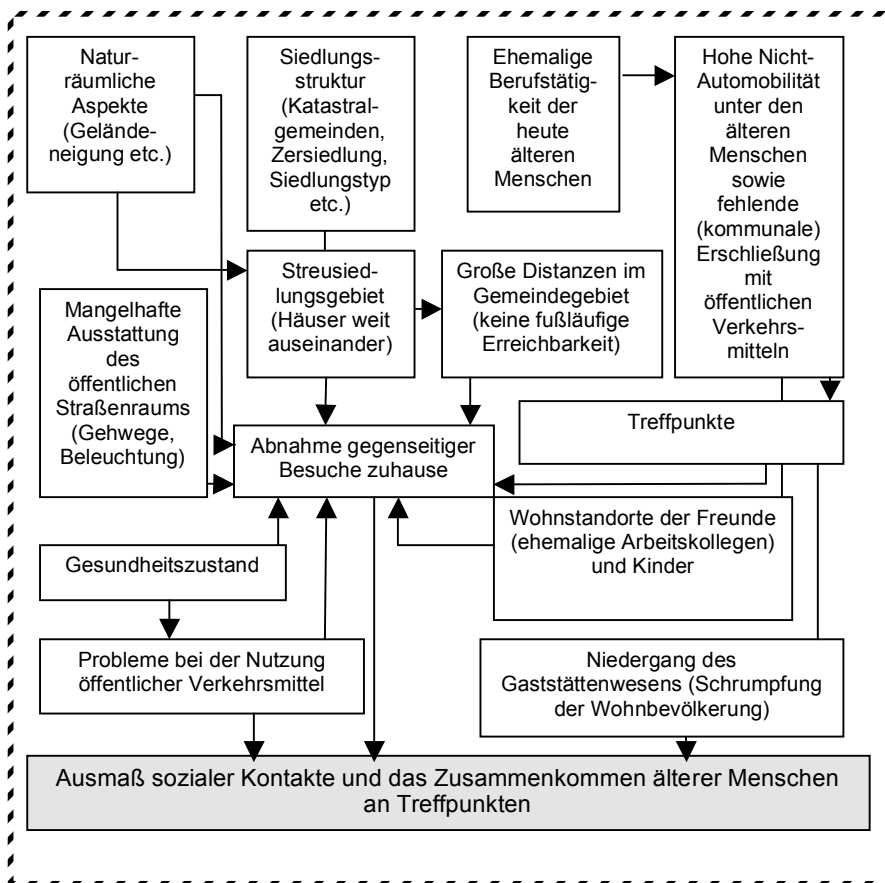 Natur-
räumliche
Aspekte
(Gelände-
neigung etc.)
Siedlungs-
struktur
(Katastral-
gemeinden,
Zersiedlung,
Siedlungstyp
etc.)
Ehemalige
Berufstätig-
keit der
heute
älteren
Menschen
Hohe Nicht-
Automobilität
unter den
älteren
Menschen
sowie
fehlende
(kommunale)
Erschließung
mit
öffentlichen
Verkehrs-
mitteln
Streusied-
lungsgebiet
(Häuser weit
auseinander)
Große Distanzen im
Gemeindegebiet
(keine fußläufige
Erreichbarkeit)
Mangelhafte
Ausstattung
des
öffentlichen
Straßenraums
(Gehwege,
Beleuchtung)
Treffpunkte
Abnahme gegenseitiger
Besuche zuhause
Wohnstandorte der Freunde
(ehemalige Arbeitskollegen)
und Kinder
Gesundheitszustand
Probleme bei der Nutzung
öffentlicher Verkehrsmittel
Niedergang des
Gaststättenwesens (Schrumpfung
der Wohnbevölkerung)
Ausmaß sozialer Kontakte und das Zusammenkommen älterer Menschen
an Treffpunkten